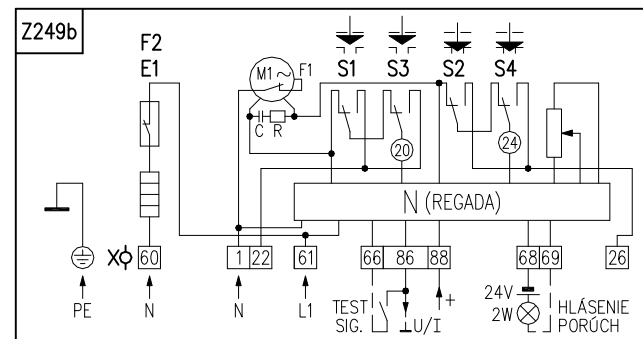 Z249b
F2
E1
M1
F1
S1 S3 S2 S4
C R
20
24
N (REGADA)
X 60 1 22 61 66 86 88 68 69 26
PE N N L1
TEST
SIG.
U/I
+
24V
2W
HLÁSENIE
PORÚCH